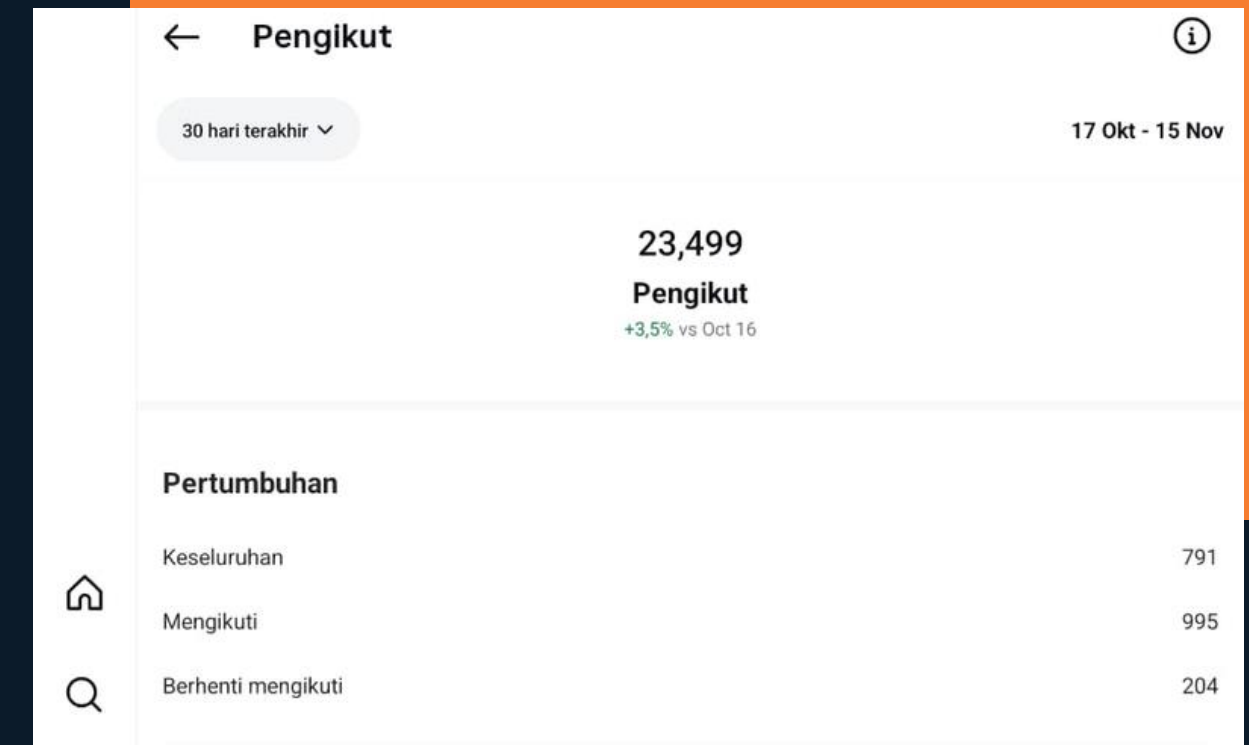 Pengikut
30 hari terakhir
17 Okt - 15 Nov
23,499
Pengikut
+3,5% vs Oct 16
Pertumbuhan
Keseluruhan 791
Mengikuti 995
Berhenti mengikuti 204